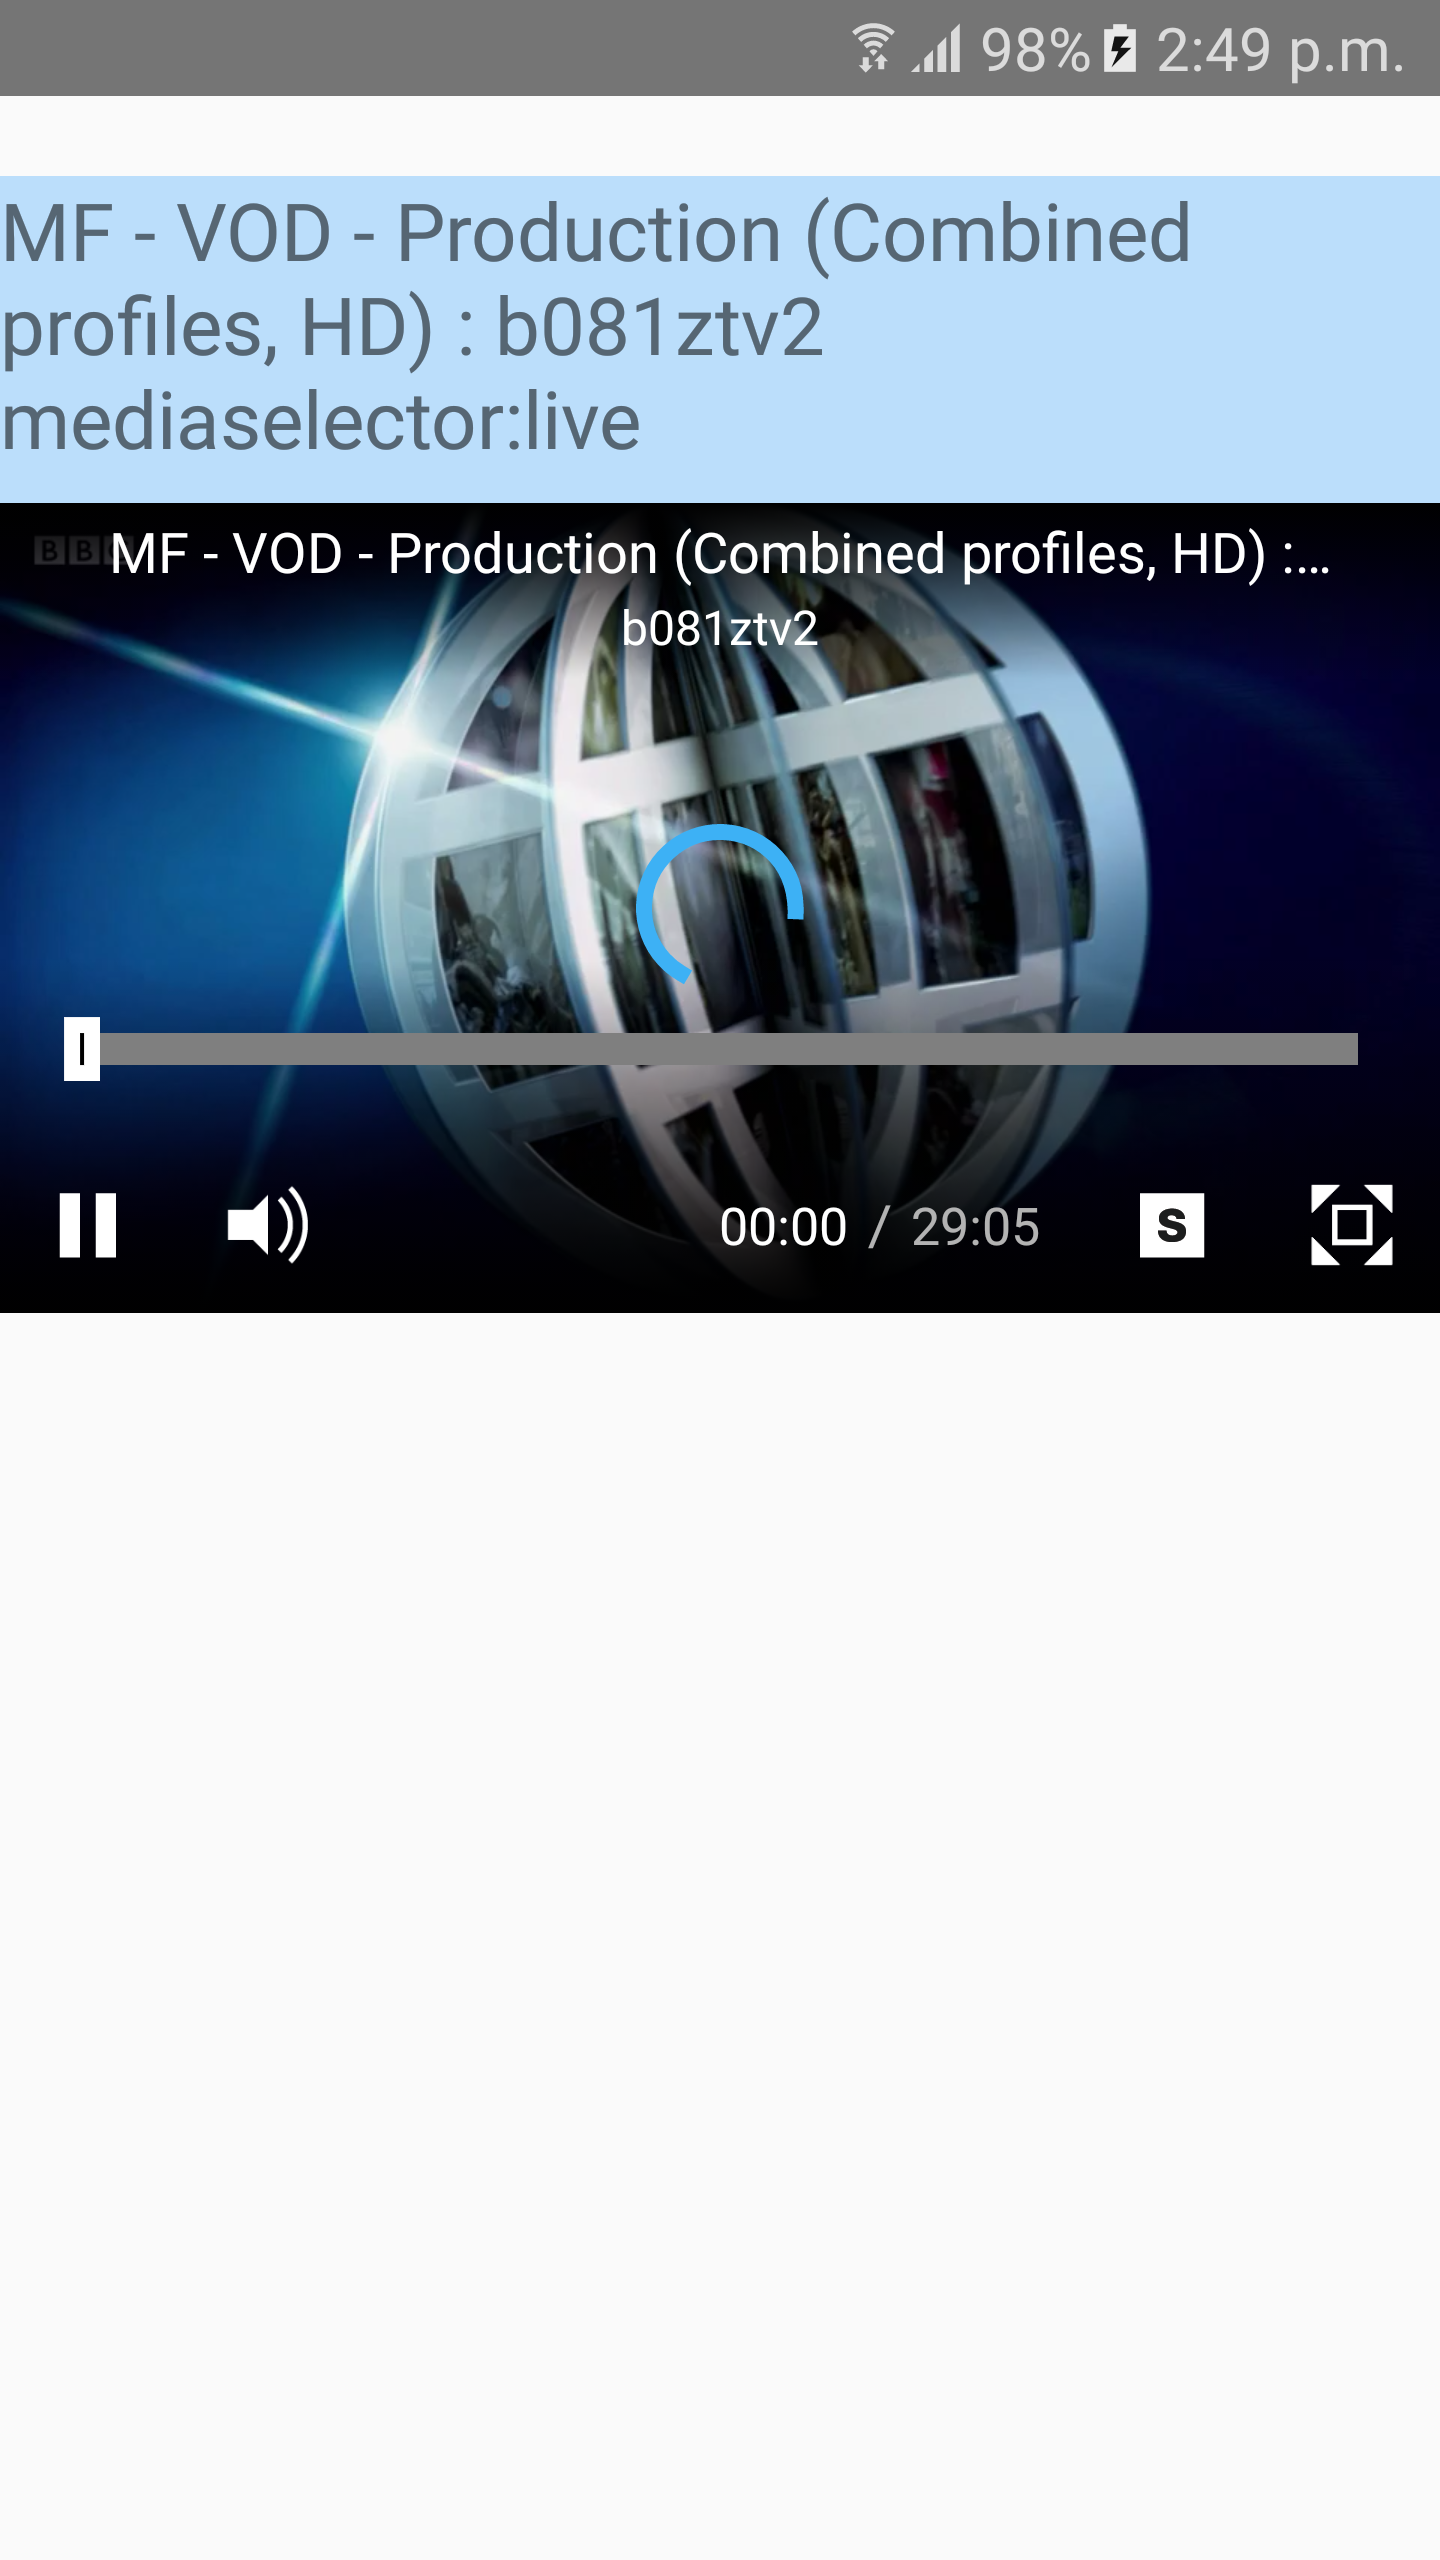 98% 2:49 p.m.
MF - VOD - Production (Combined
profiles, HD) : b081ztv2
mediaselector:live
BBC
MF - VOD - Production (Combined profiles, HD) :...
b081ztv2
00:00 / 29:05
S